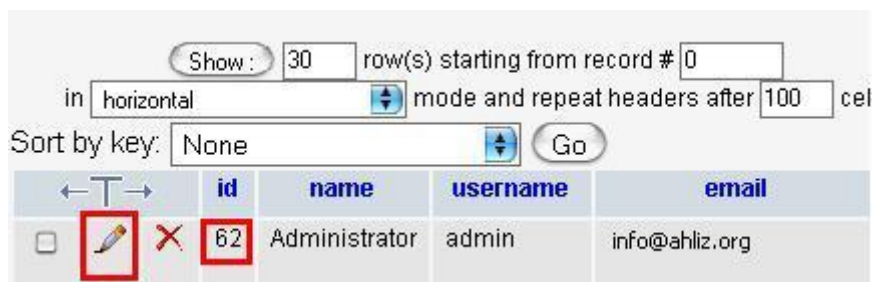 Show : 30 row(s) starting from record # 0
in horizontal mode and repeat headers after 100 cel
Sort by key: None Go
←T→ id name username email
62 Administrator admin info@ahliz.org